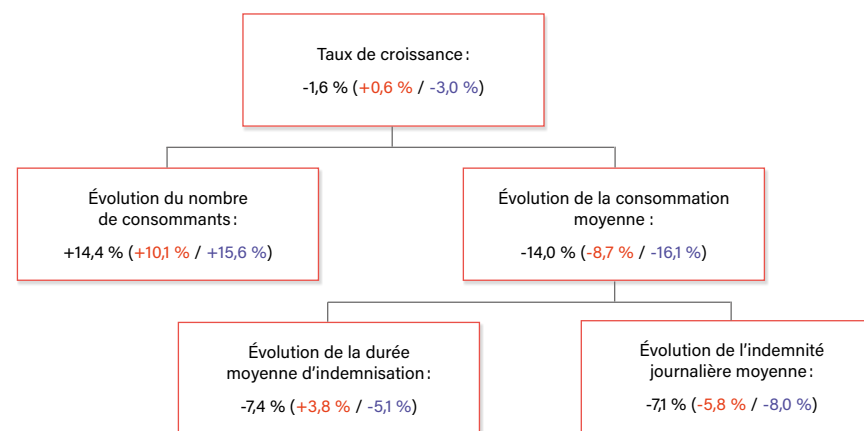 Taux de croissance :
-1,6 % (+0,6 % / -3,0 %)
Évolution du nombre
de consommants :
+14,4 % (+10,1 % / +15,6 %)
Évolution de la consommation
moyenne :
-14,0 % (-8,7 % / -16,1 %)
Évolution de la durée
moyenne d’indemnisation :
-7,4 % (+3,8 % / -5,1 %)
Évolution de l’indemnité
journalière moyenne :
-7,1 % (-5,8 % / -8,0 %)